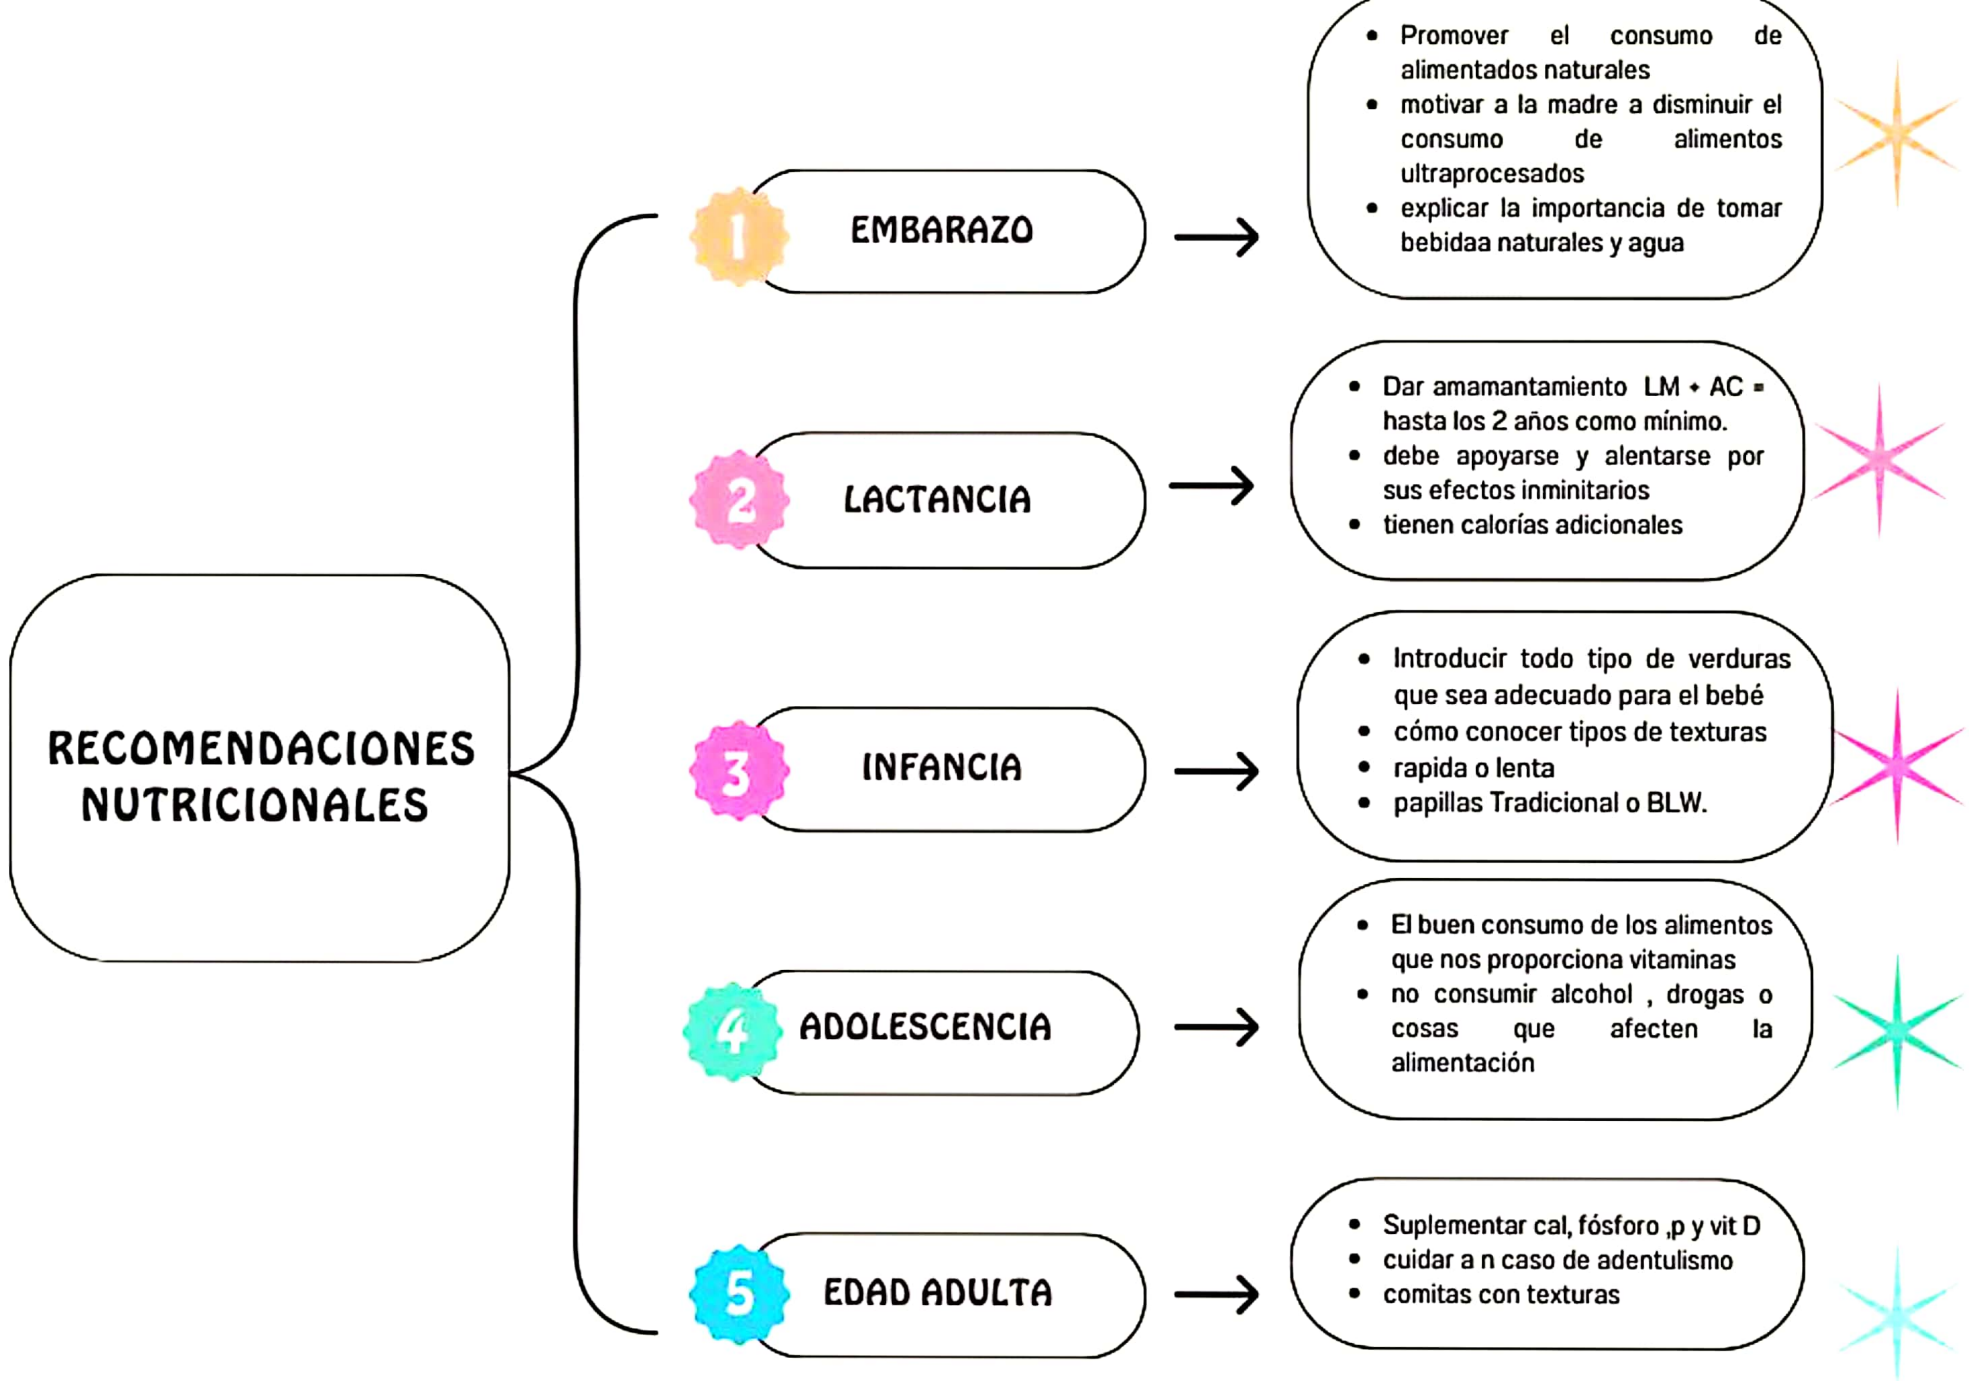 RECOMENDACIONES
NUTRICIONALES
1
EMBARAZO
Promover el consumo de
alimentados naturales
motivar a la madre a disminuir el
consumo de alimentos
ultraprocesados
explicar la importancia de tomar
bebidaa naturales y agua
2
LACTANCIA
Dar amamantamiento LM + AC =
hasta los 2 años como mínimo.
debe apoyarse y alentarse por
sus efectos inminitarios
tienen calorías adicionales
3
INFANCIA
Introducir todo tipo de verduras
que sea adecuado para el bebé
cómo conocer tipos de texturas
rapida o lenta
papillas Tradicional o BLW.
4
ADOLESCENCIA
El buen consumo de los alimentos
que nos proporciona vitaminas
no consumir alcohol , drogas o
cosas que afecten la
alimentación
5
EDAD ADULTA
Suplementar cal, fósforo ,p y vit D
cuidar a n caso de adentulismo
comitas con texturas